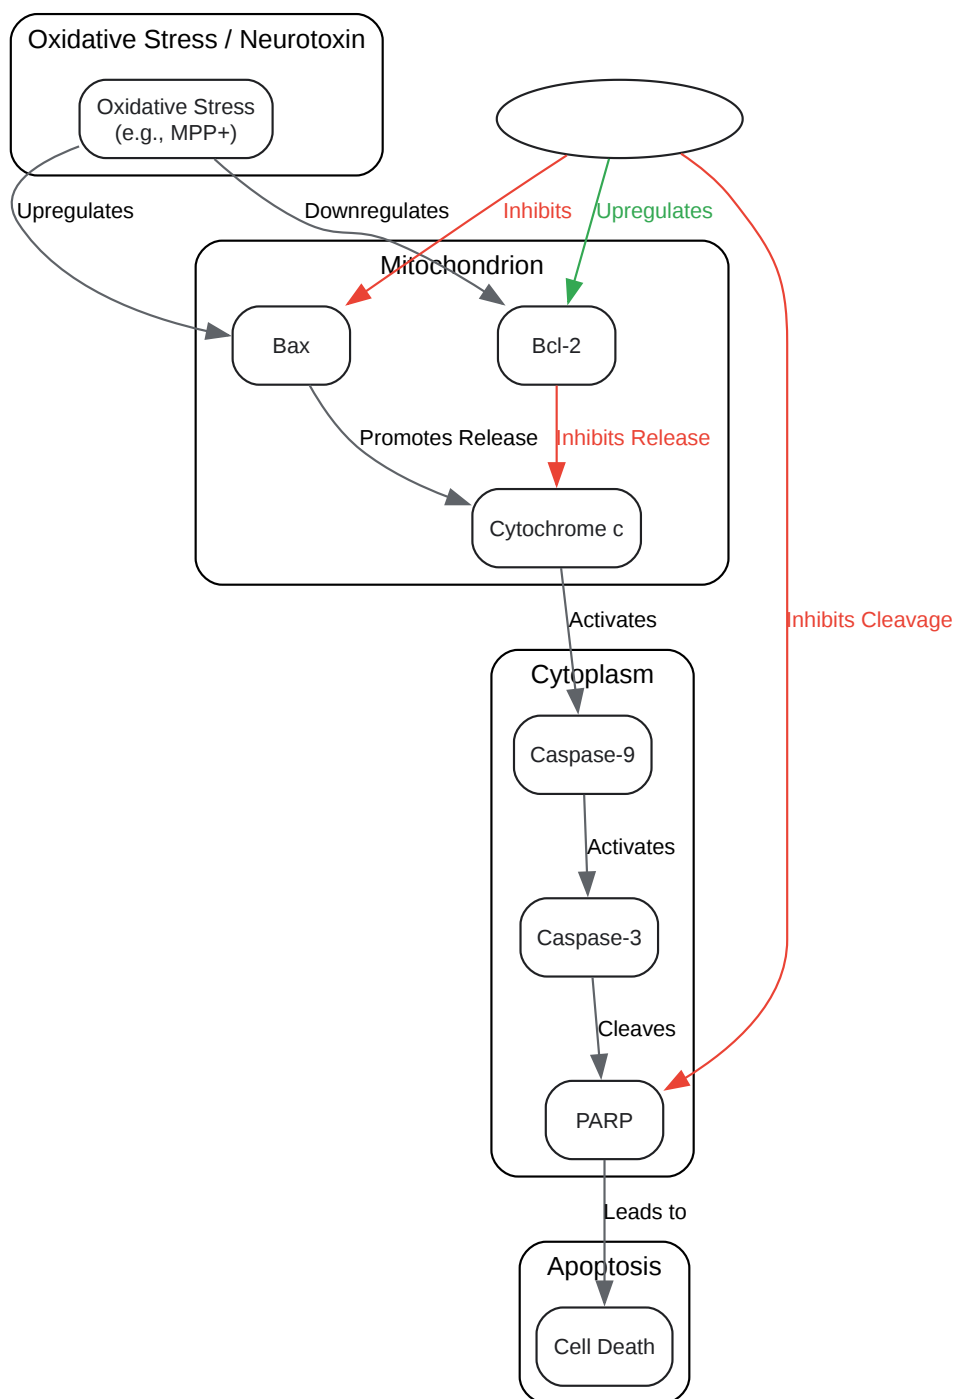 Oxidative Stress / Neurotoxin
Oxidative Stress
(e.g., MPP+)
Upregulates
Downregulates
Inhibits
Upregulates
Mitochondrion
Bax
Bcl-2
Promotes Release
Inhibits Release
Cytochrome c
Activates
Inhibits Cleavage
Cytoplasm
Caspase-9
Activates
Caspase-3
Cleaves
PARP
Leads to
Apoptosis
Cell Death